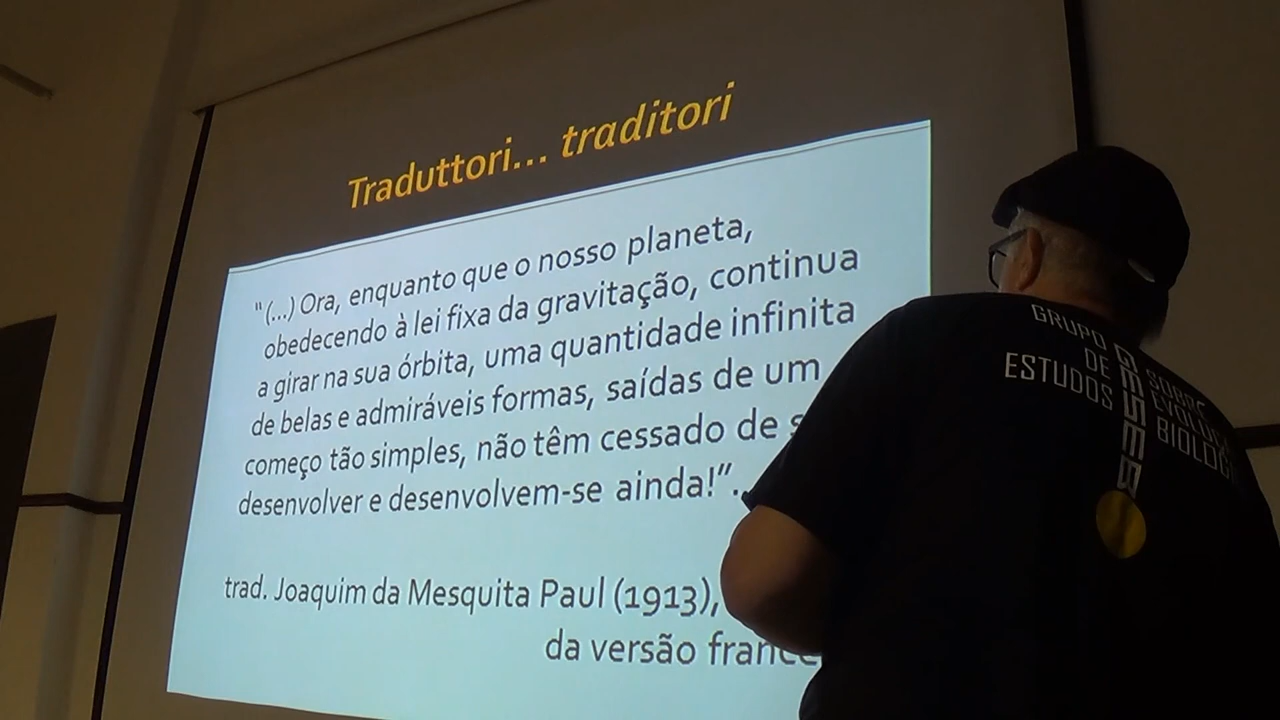 Traduttori... traditori
“(...) Ora, enquanto que o nosso planeta,
obedecendo à lei fixa da gravitação, continua
a girar na sua órbita, uma quantidade infinita
de belas e admiráveis formas, saídas de um
começo tão simples, não têm cessado de
desenvolver e desenvolvem-se ainda!”.
trad. Joaquim da Mesquita Paul (1913),
da versão
GRUPO
DE
ESTUDOS
SOBRE